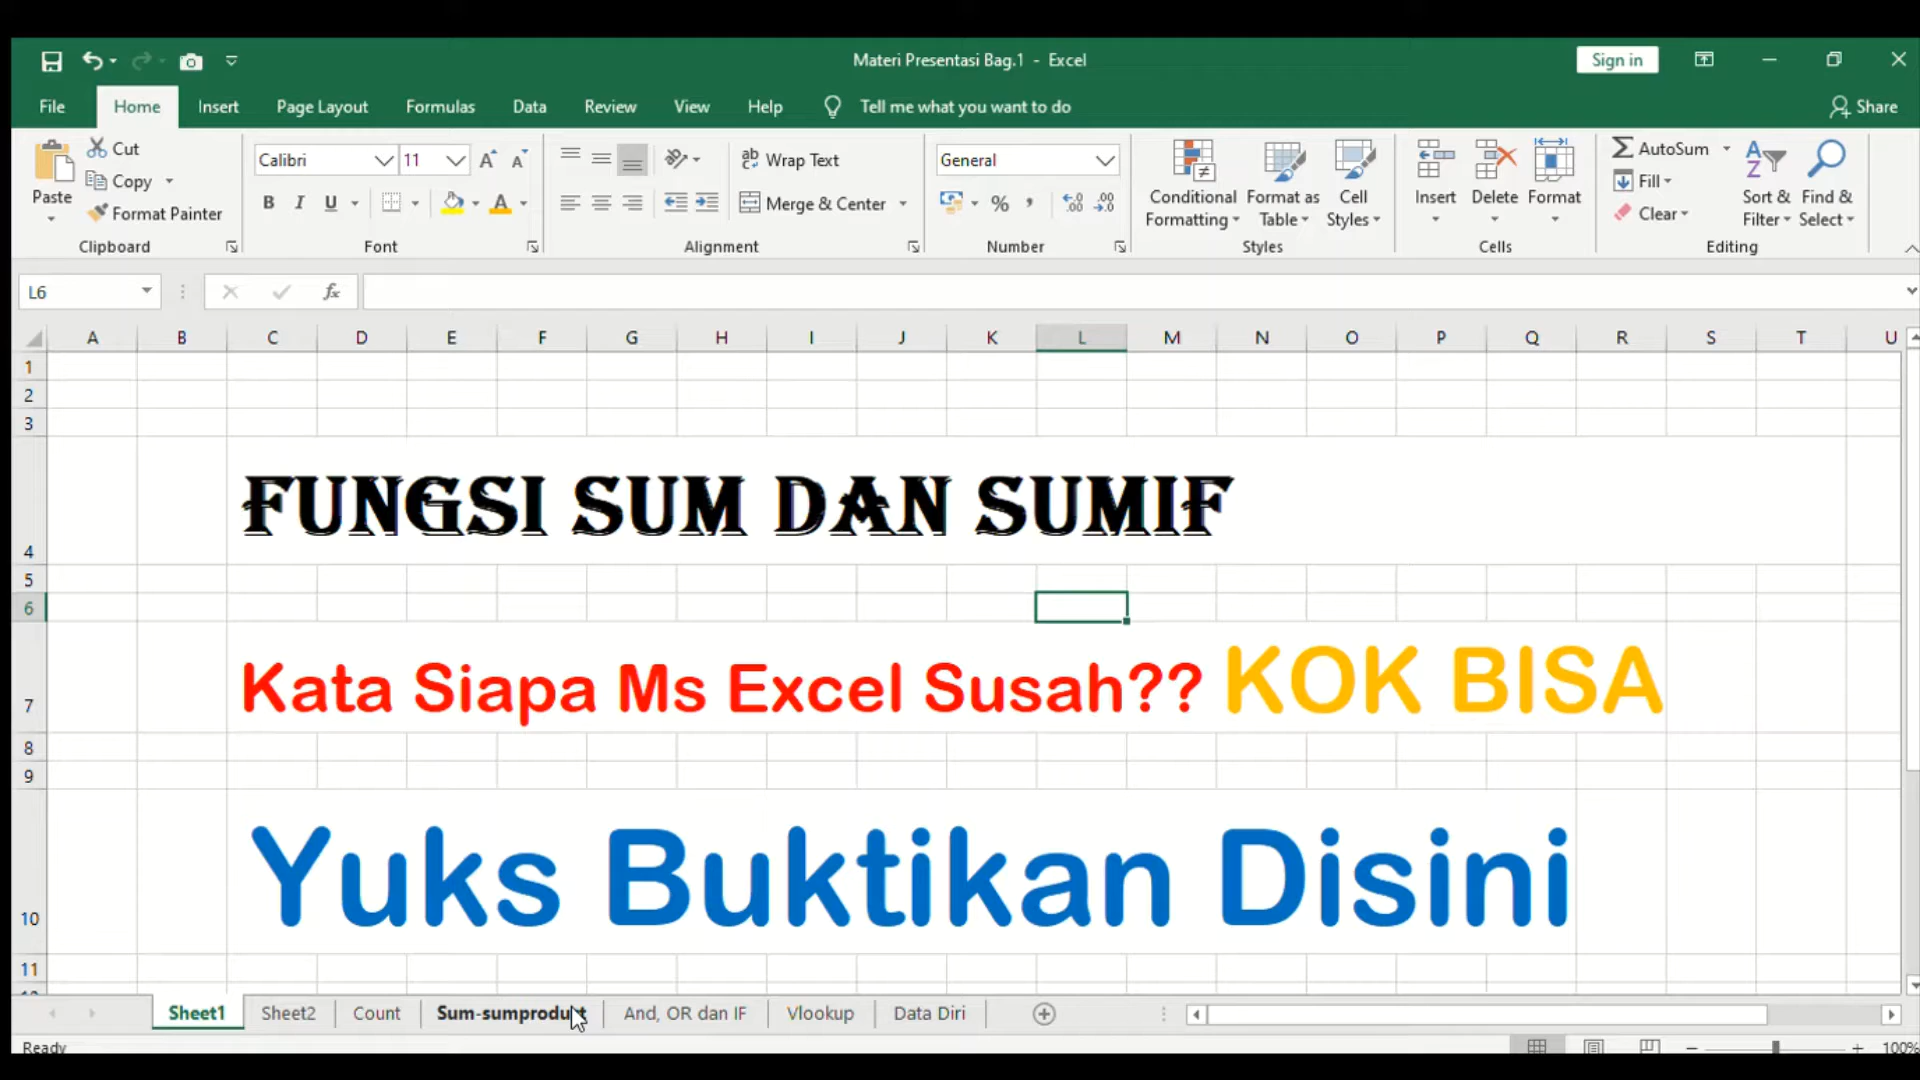 Materi Presentasi Bag.1 - Excel
Sign in
File Home Insert Page Layout Formulas Data Review View Help Tell me what you want to do Share
Paste
Cut
Copy
Format Painter
Clipboard
Calibri 11
B I U
Font
Wrap Text
Merge & Center
Alignment
General
Number
Conditional Formatting
Format as Table
Cell Styles
Styles
Insert Delete Format
Cells
AutoSum
Fill
Clear
Sort & Filter
Find & Select
Editing
L6
fx
A B C D E F G H I J K L M N O P Q R S T U
1
2
3
4 FUNGSI SUM DAN SUMIF
5
6
7 Kata Siapa Ms Excel Susah?? KOK BISA
8
9
10 Yuks Buktikan Disini
11
Sheet1 Sheet2 Count Sum-sumproduct And, OR dan IF Vlookup Data Diri
Ready
100%